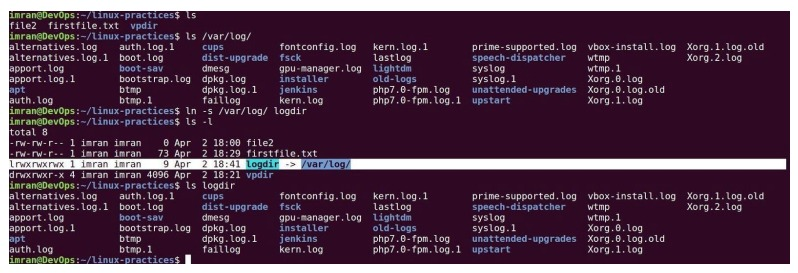 imran@DevOps:~/linux-practices$ ls
file2  firstfile.txt  vpdir
imran@DevOps:~/linux-practices$ ls /var/log/
alternatives.log    auth.log.1     cups          fontconfig.log   kern.log.1        prime-supported.log  vbox-install.log  Xorg.1.log.old
alternatives.log.1  boot.log       dist-upgrade  fsck             lastlog           speech-dispatcher    wtmp              Xorg.2.log
apport.log          boot-sav       dmesg         gpu-manager.log  lightdm           syslog               wtmp.1
apport.log.1        bootstrap.log  dpkg.log      installer        old-logs          syslog.1             Xorg.0.log
apt                 btmp           dpkg.log.1    jenkins          php7.0-fpm.log    unattended-upgrades  Xorg.0.log.old
auth.log            btmp.1         faillog       kern.log         php7.0-fpm.log.1  upstart              Xorg.1.log
imran@DevOps:~/linux-practices$ ln -s /var/log/ logdir
imran@DevOps:~/linux-practices$ ls -l
total 8
-rw-rw-r-- 1 imran imran    0 Apr  2 18:00 file2
-rw-rw-r-- 1 imran imran   73 Apr  2 18:29 firstfile.txt
lrwxrwxrwx 1 imran imran    9 Apr  2 18:41 logdir -> /var/log/
drwxrwxr-x 4 imran imran 4096 Apr  2 18:21 vpdir
imran@DevOps:~/linux-practices$ ls logdir
alternatives.log    auth.log.1     cups          fontconfig.log   kern.log.1        prime-supported.log  vbox-install.log  Xorg.1.log.old
alternatives.log.1  boot.log       dist-upgrade  fsck             lastlog           speech-dispatcher    wtmp              Xorg.2.log
apport.log          boot-sav       dmesg         gpu-manager.log  lightdm           syslog               wtmp.1
apport.log.1        bootstrap.log  dpkg.log      installer        old-logs          syslog.1             Xorg.0.log
apt                 btmp           dpkg.log.1    jenkins          php7.0-fpm.log    unattended-upgrades  Xorg.0.log.old
auth.log            btmp.1         faillog       kern.log         php7.0-fpm.log.1  upstart              Xorg.1.log
imran@DevOps:~/linux-practices$